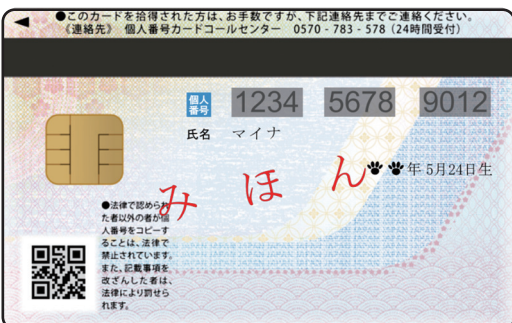 ●このカードを拾得された方は、お手数ですが、下記連絡先までご連絡ください。
《連絡先》 個人番号カードコールセンター 0570-783-578(24時間受付)
個人番号 1234 5678 9012
氏名 マイナ
年5月24日生
みほん
●法律で認められ
た者以外の者が個
人番号をコピーす
ることは、法律で
禁止されています。
また、記載事項を
改ざんした者は、
法律により罰せら
れます。